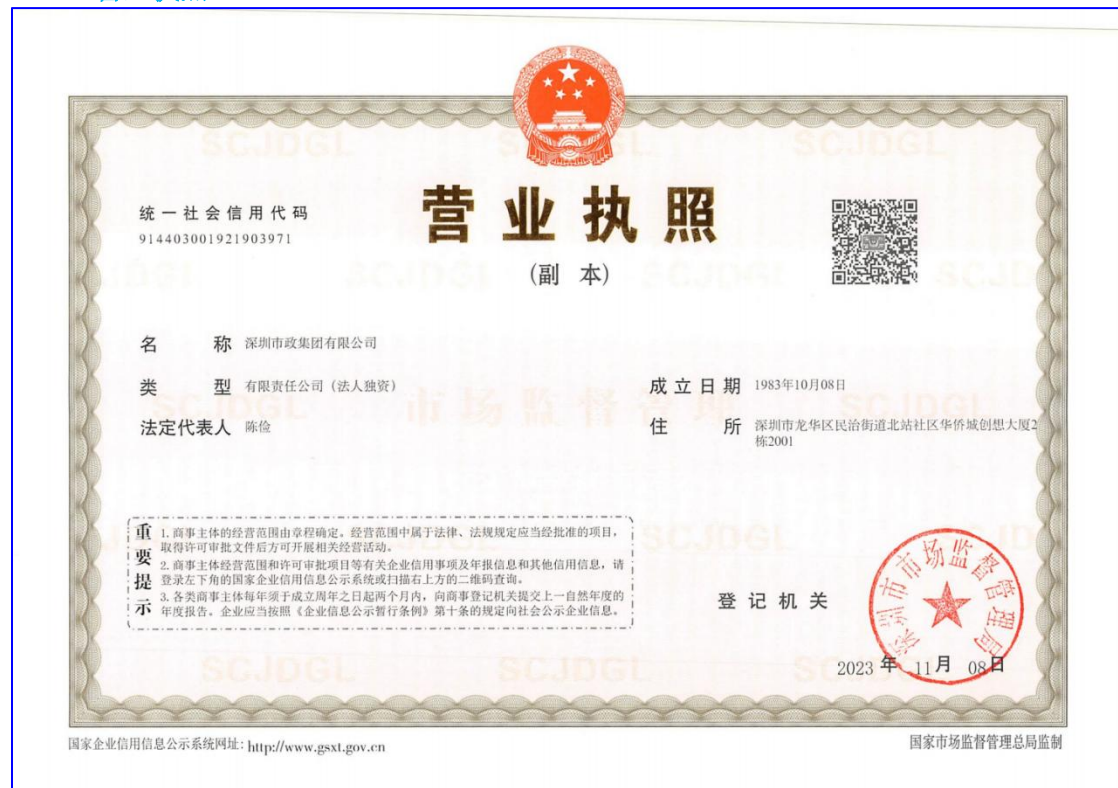 统一社会信用代码
914403001921903971
营业执照
(副 本)
名 称 深圳市政集团有限公司
类 型 有限责任公司（法人独资）
法定代表人 陈俭
成立日期 1983年10月08日
住 所 深圳市龙华区民治街道北站社区华侨城创想大厦2
栋2001
重要提示
1. 商事主体的经营范围由章程确定。经营范围中属于法律、法规规定应当经批准的项目，
取得许可审批文件后方可开展相关经营活动。
2. 商事主体经营范围和许可审批项目等有关企业信用事项及年报信息和其他信用信息，请
登录左下角的国家企业信用信息公示系统或扫描右上方的二维码查询。
3. 各类商事主体每年须于成立周年之日起两个月内，向商事登记机关提交上一自然年度的
年度报告。企业应当按照《企业信息公示暂行条例》第十条的规定向社会公示企业信息。
登记机关
深圳市市场监督管理局
2023 年 11月 08日
国家企业信用信息公示系统网址：http://www.gsxt.gov.cn
国家市场监督管理总局监制
SCJDGL
市场监督管理